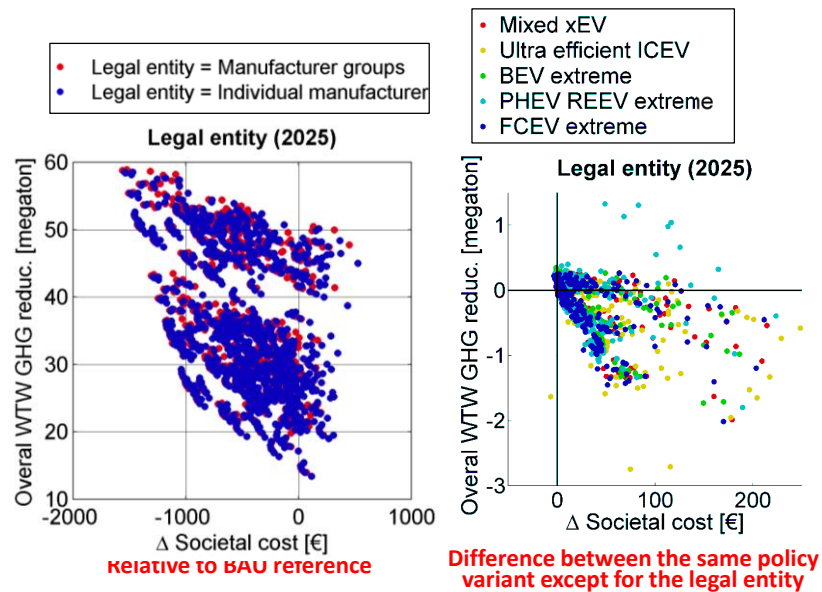 Legal entity = Manufacturer groups
Legal entity = Individual manufacturer
Legal entity (2025)
Overal WTW GHG reduc. [megaton]
60
50
40
30
20
10
-2000
-1000
0
1000
Δ Societal cost [€]
Relative to BAU reference
Mixed xEV
Ultra efficient ICEV
BEV extreme
PHEV REEV extreme
FCEV extreme
Legal entity (2025)
Overal WTW GHG reduc. [megaton]
1
0
-1
-2
-3
0
100
200
Δ Societal cost [€]
Difference between the same policy
variant except for the legal entity